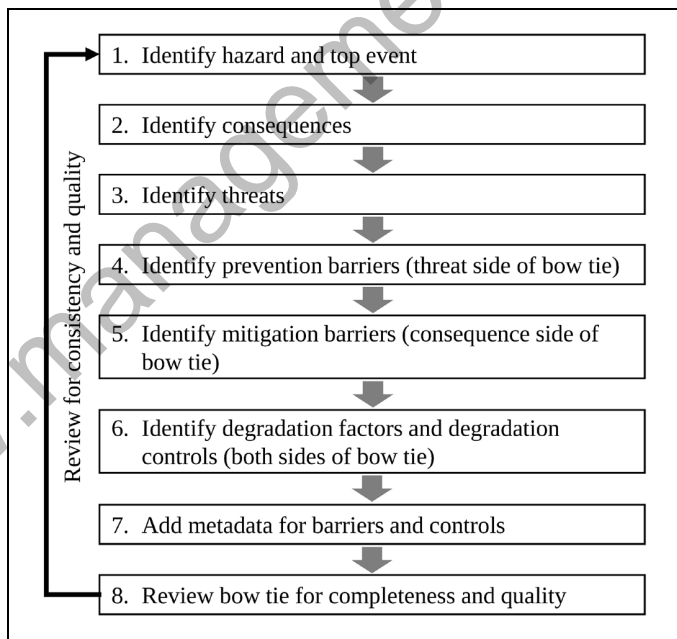 1. Identify hazard and top event
2. Identify consequences
3. Identify threats
4. Identify prevention barriers (threat side of bow tie)
5. Identify mitigation barriers (consequence side of
bow tie)
6. Identify degradation factors and degradation
controls (both sides of bow tie)
7. Add metadata for barriers and controls
8. Review bow tie for completeness and quality
Review for consistency and quality
.manageme